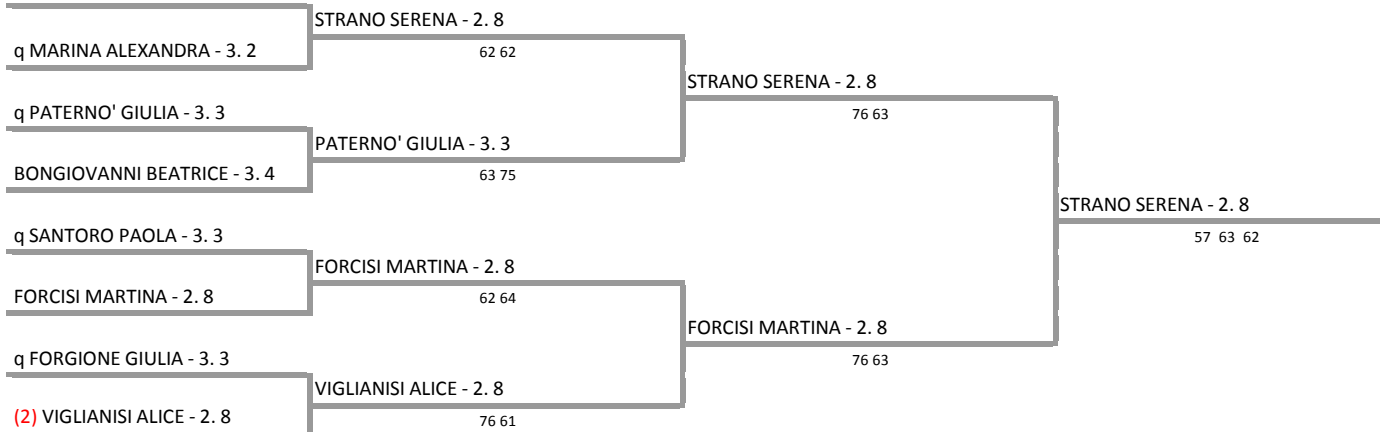 q MARINA ALEXANDRA - 3. 2
q PATERNO' GIULIA - 3. 3
BONGIOVANNI BEATRICE - 3. 4
q SANTORO PAOLA - 3. 3
FORCISI MARTINA - 2. 8
q FORGIONE GIULIA - 3. 3
(2) VIGLIANISI ALICE - 2. 8
STRANO SERENA - 2. 8
62 62
PATERNO' GIULIA - 3. 3
63 75
FORCISI MARTINA - 2. 8
62 64
VIGLIANISI ALICE - 2. 8
76 61
STRANO SERENA - 2. 8
76 63
FORCISI MARTINA - 2. 8
76 63
STRANO SERENA - 2. 8
57 63 62